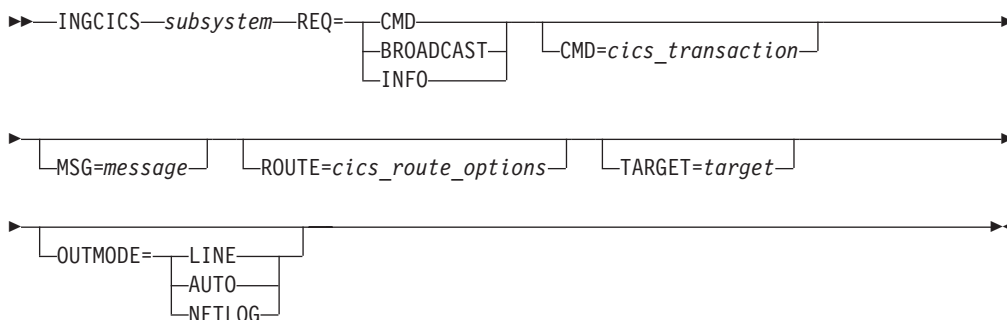 INGCICS subsystem REQ= CMD
BROADCAST CMD=cics_transaction
INFO
MSG=message ROUTE=cics_route_options TARGET=target
OUTMODE= LINE
AUTO
NETLOG